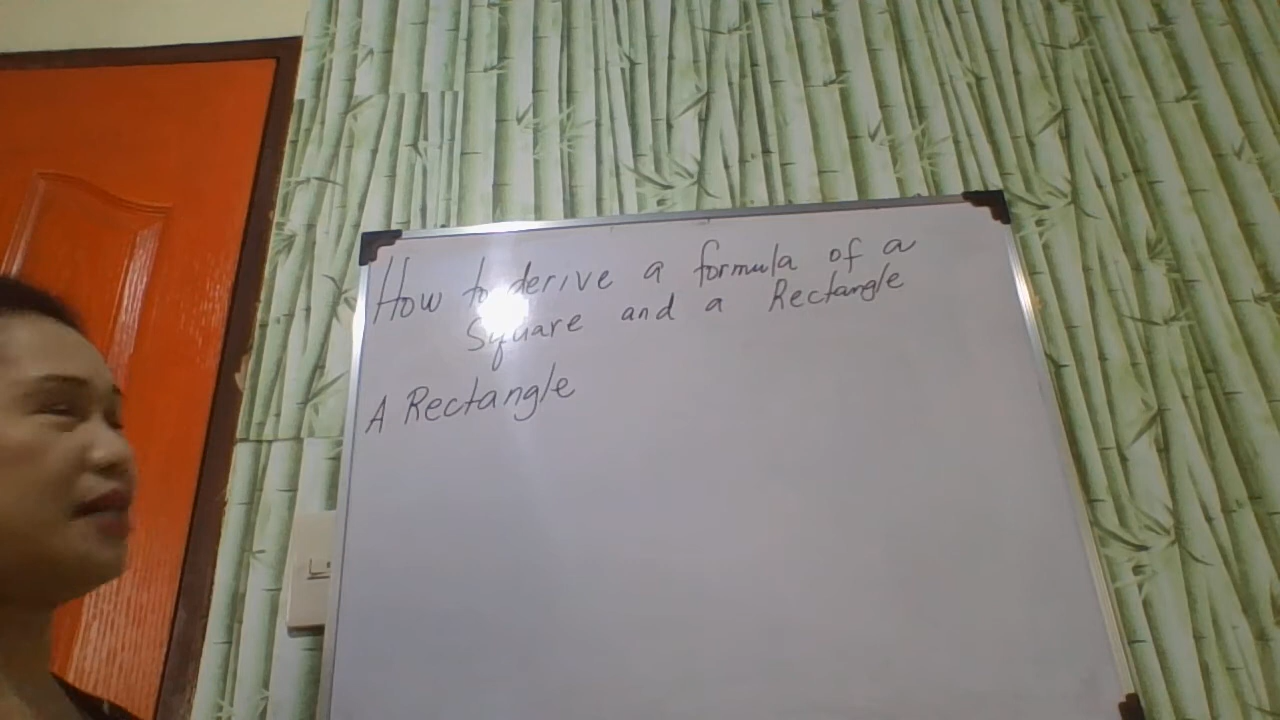 How to derive a formula of a
Square and a Rectangle
A Rectangle